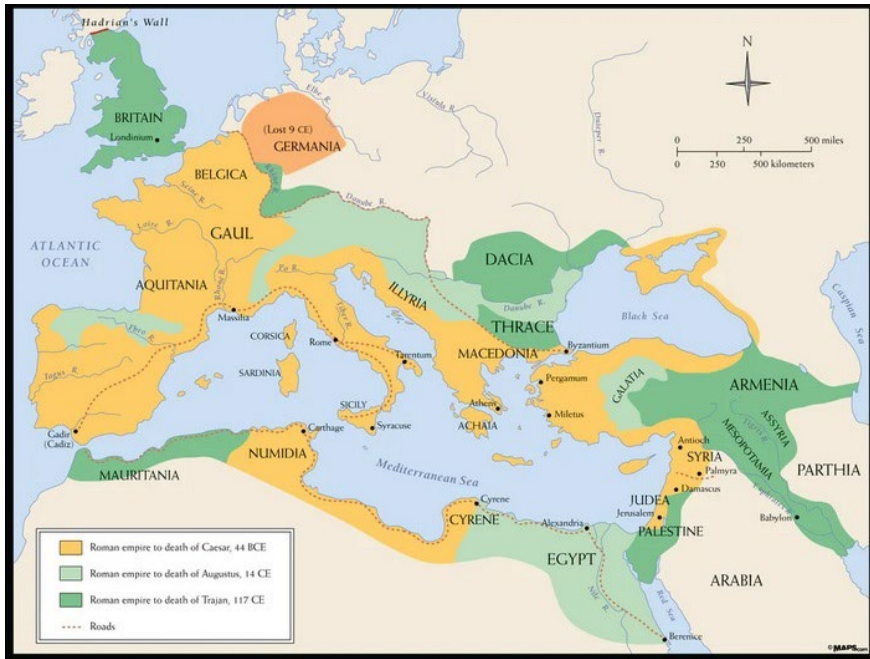 Hadrian's Wall
BRITAIN
Londinium
(Lost 9 CE)
GERMANIA
Elbe R.
Vistula R.
Dnieper R.
N
0 250 500 miles
0 250 500 kilometers
BELGICA
Seine R.
Loire R.
GAUL
Danube R.
ATLANTIC
OCEAN
AQUITANIA
Rhone R.
Po R.
ILLYRIA
DACIA
Danube R.
THRACE
Black Sea
Caspian Sea
Massilia
CORSICA
Tiber R.
Rome
Tarentum
MACEDONIA
Byzantium
SARDINIA
Tagus R.
Pergamum
GALATIA
ARMENIA
SICILY
Athens
Miletus
ACHAIA
Syracuse
ASSYRIA
Tigris R.
MESOPOTAMIA
Gadir
(Cadiz)
Carthage
NUMIDIA
MAURITANIA
Mediterranean Sea
Antioch
SYRIA
Palmyra
PARTHIA
Damascus
JUDEA
Jerusalem
Babylon
Cyrene
CYRENE
Alexandria
PALESTINE
EGYPT
ARABIA
Nile R.
Red Sea
Berenice
Roman empire to death of Caesar, 44 BCE
Roman empire to death of Augustus, 14 CE
Roman empire to death of Trajan, 117 CE
Roads
©MAPS.com